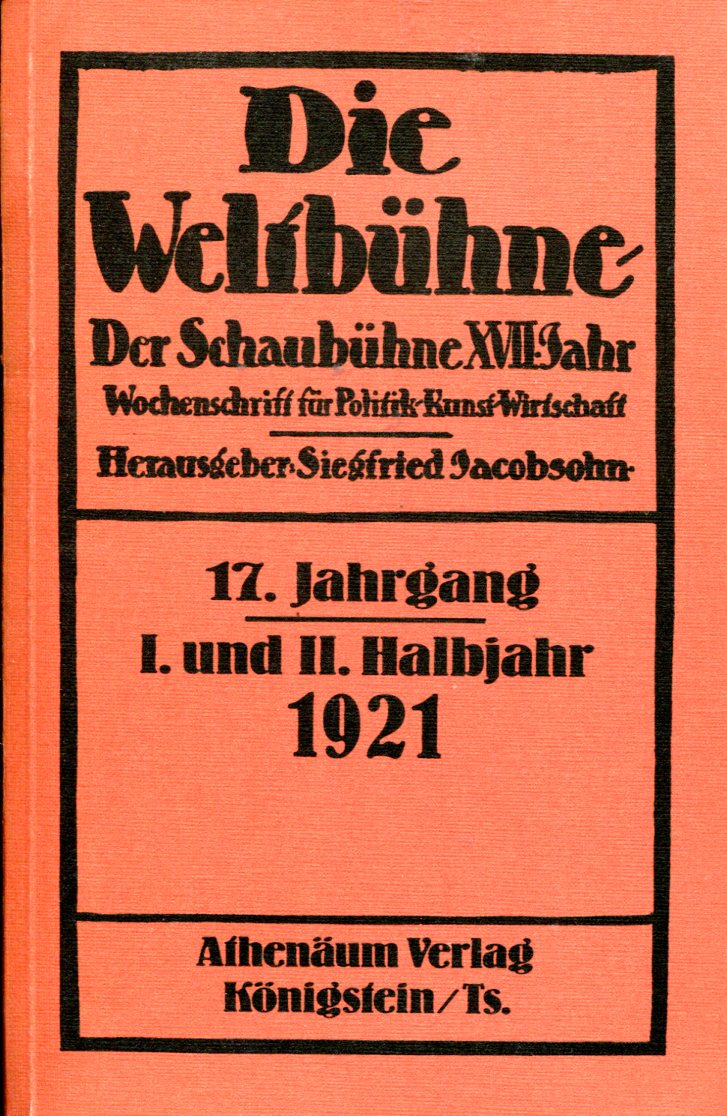 Die
Weltbühne
Der Schaubühne XVII. Jahr
Wochenschrift für Politik-Kunst-Wirtschaft
Herausgeber: Siegfried Jacobsohn
17. Jahrgang
I. und II. Halbjahr
1921
Athenäum Verlag
Königstein/Ts.